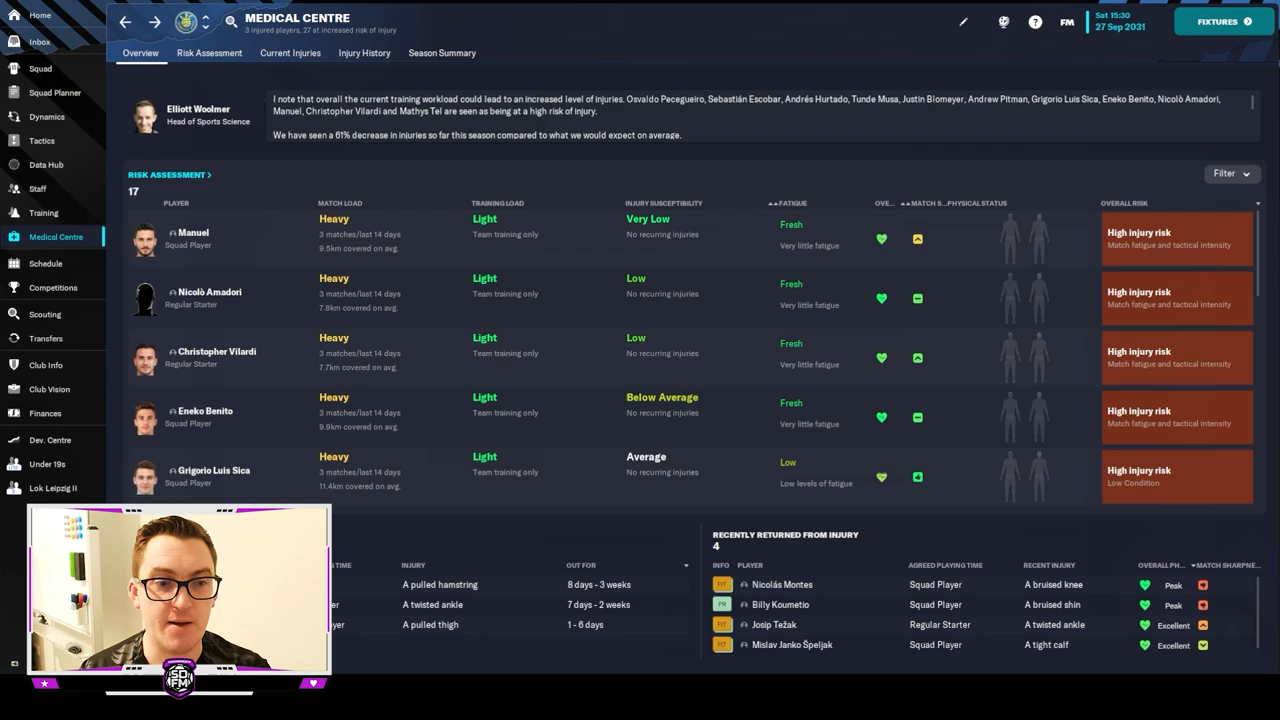 Home
MEDICAL CENTRE
3 injured players, 27 at increased risk of injury
FM
Sat 15:30
27 Sep 2031
FIXTURES
Inbox
Overview
Risk Assessment
Current Injuries
Injury History
Season Summary
Squad
Squad Planner
Dynamics
Tactics
Data Hub
Staff
Training
Medical Centre
Schedule
Competitions
Scouting
Transfers
Club Info
Club Vision
Finances
Dev. Centre
Under 19s
Lok Leipzig II
Elliott Woolmer
Head of Sports Science
I note that overall the current training workload could lead to an increased level of injuries. Osvaldo Pecegueiro, Sebastián Escobar, Andrés Hurtado, Tunde Musa, Justin Blomeyer, Andrew Pitman, Grigorio Luis Sica, Eneko Benito, Nicolò Amadori,
Manuel, Christopher Vilardi and Mathys Tel are seen as being at a high risk of injury.
We have seen a 61% decrease in injuries so far this season compared to what we would expect on average.
RISK ASSESSMENT >
17
Filter
PLAYER MATCH LOAD TRAINING LOAD INJURY SUSCEPTIBILITY FATIGUE OVE... MATCH S... PHYSICAL STATUS OVERALL RISK
Heavy Light Very Low
Manuel Fresh High injury risk
Squad Player 3 matches/last 14 days Team training only No recurring injuries Very little fatigue Match fatigue and tactical intensity
9.5km covered on avg.
Heavy Light Low
Nicolò Amadori Fresh High injury risk
Regular Starter 3 matches/last 14 days Team training only No recurring injuries Very little fatigue Match fatigue and tactical intensity
7.8km covered on avg.
Heavy Light Low
Christopher Vilardi Fresh High injury risk
Regular Starter 3 matches/last 14 days Team training only No recurring injuries Very little fatigue Match fatigue and tactical intensity
7.7km covered on avg.
Heavy Light Below Average
Eneko Benito Fresh High injury risk
Squad Player 3 matches/last 14 days Team training only No recurring injuries Very little fatigue Match fatigue and tactical intensity
9.9km covered on avg.
Heavy Light Average
Grigorio Luis Sica Low High injury risk
Squad Player 3 matches/last 14 days Team training only No recurring injuries Low levels of fatigue Low Condition
11.4km covered on avg.
TIME INJURY OUT FOR
A pulled hamstring 8 days - 3 weeks
A twisted ankle 7 days - 2 weeks
A pulled thigh 1 - 6 days
RECENTLY RETURNED FROM INJURY
4
INFO PLAYER AGREED PLAYING TIME RECENT INJURY OVERALL PH... MATCH SHARPNE...
FIT Nicolás Montes Squad Player A bruised knee Peak
PR Billy Koumetio Squad Player A bruised shin Peak
FIT Josip Težak Regular Starter A twisted ankle Excellent
FIT Mislav Janko Špeljak Squad Player A tight calf Excellent
SD
FM